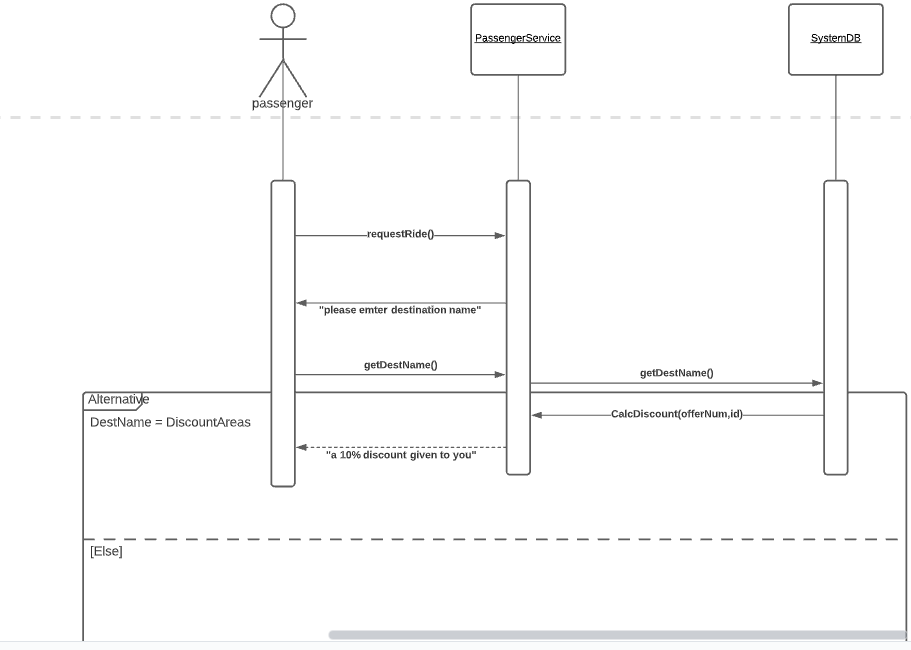 PassengerService
SystemDB
passenger
requestRide()
"please emter destination name"
getDestName()
getDestName()
Alternative
DestName = DiscountAreas
CalcDiscount(offerNum,id)
"a 10% discount given to you"
[Else]